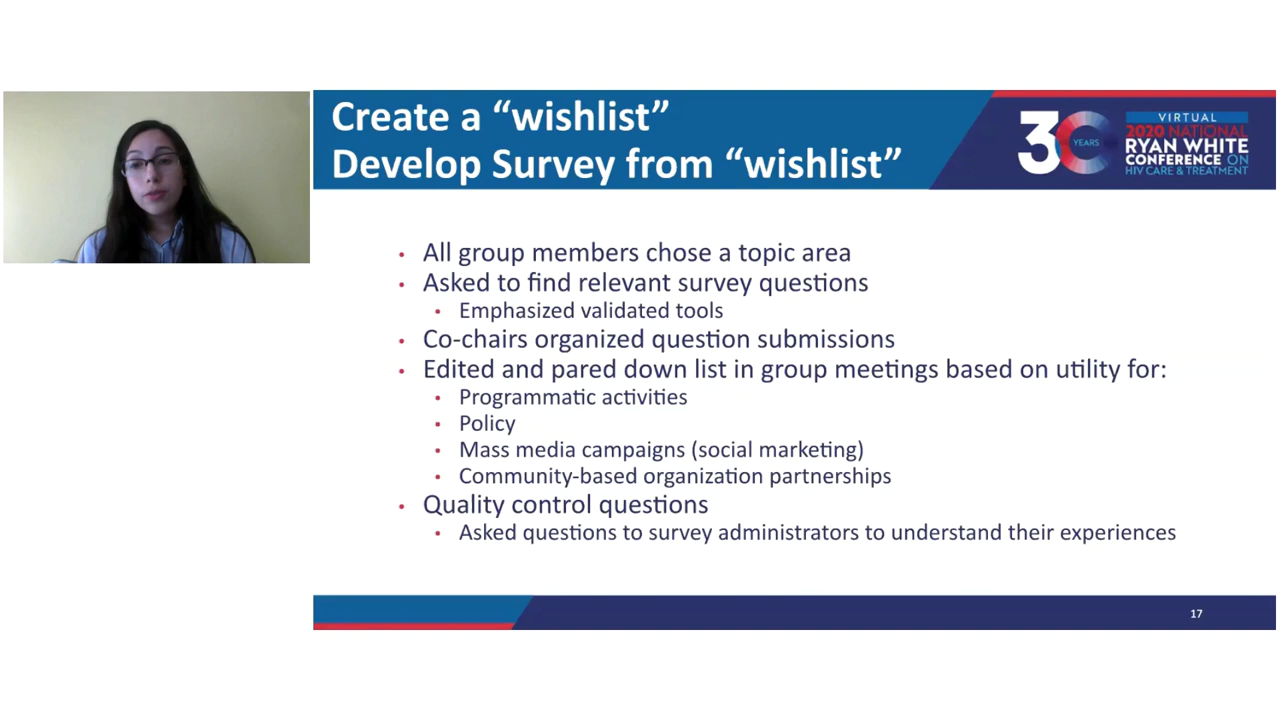 Create a “wishlist”
Develop Survey from “wishlist”
30
YEARS
VIRTUAL
2020 NATIONAL
RYAN WHITE
CONFERENCE ON
HIV CARE & TREATMENT
• All group members chose a topic area
• Asked to find relevant survey questions
• Emphasized validated tools
• Co-chairs organized question submissions
• Edited and pared down list in group meetings based on utility for:
• Programmatic activities
• Policy
• Mass media campaigns (social marketing)
• Community-based organization partnerships
• Quality control questions
• Asked questions to survey administrators to understand their experiences
17